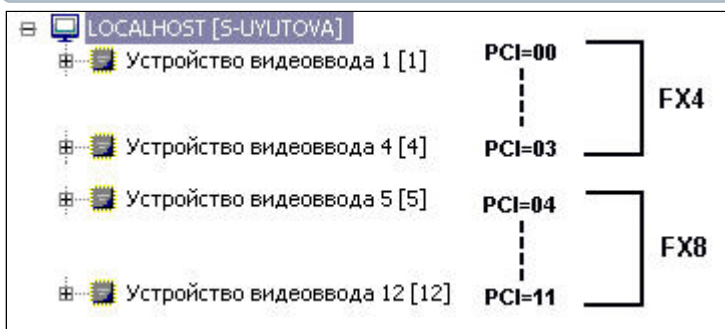 LOCALHOST [S-UYUTOVA]
Устройство видеоввода 1 [1] PCI=00
FX4
Устройство видеоввода 4 [4] PCI=03
Устройство видеоввода 5 [5] PCI=04
FX8
Устройство видеоввода 12 [12] PCI=11